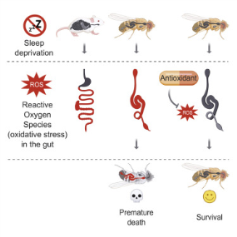 Sleep
deprivation
ROS
Antioxidant
ROS
Reactive
Oxygen
Species
(oxidative stress)
in the gut
Premature
death
Survival